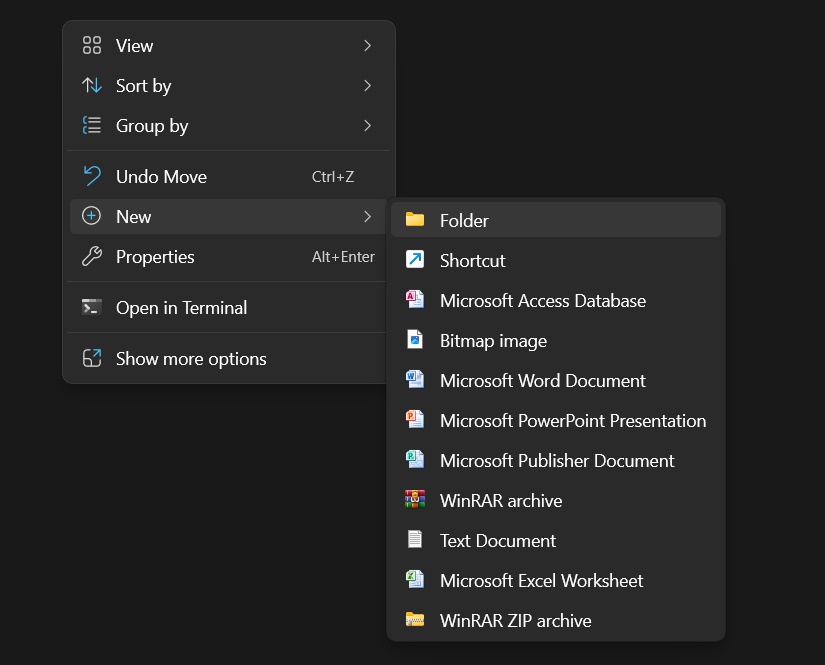 View
Sort by
Group by
Undo Move Ctrl+Z
New
Properties Alt+Enter
Open in Terminal
Show more options
Folder
Shortcut
Microsoft Access Database
Bitmap image
Microsoft Word Document
Microsoft PowerPoint Presentation
Microsoft Publisher Document
WinRAR archive
Text Document
Microsoft Excel Worksheet
WinRAR ZIP archive